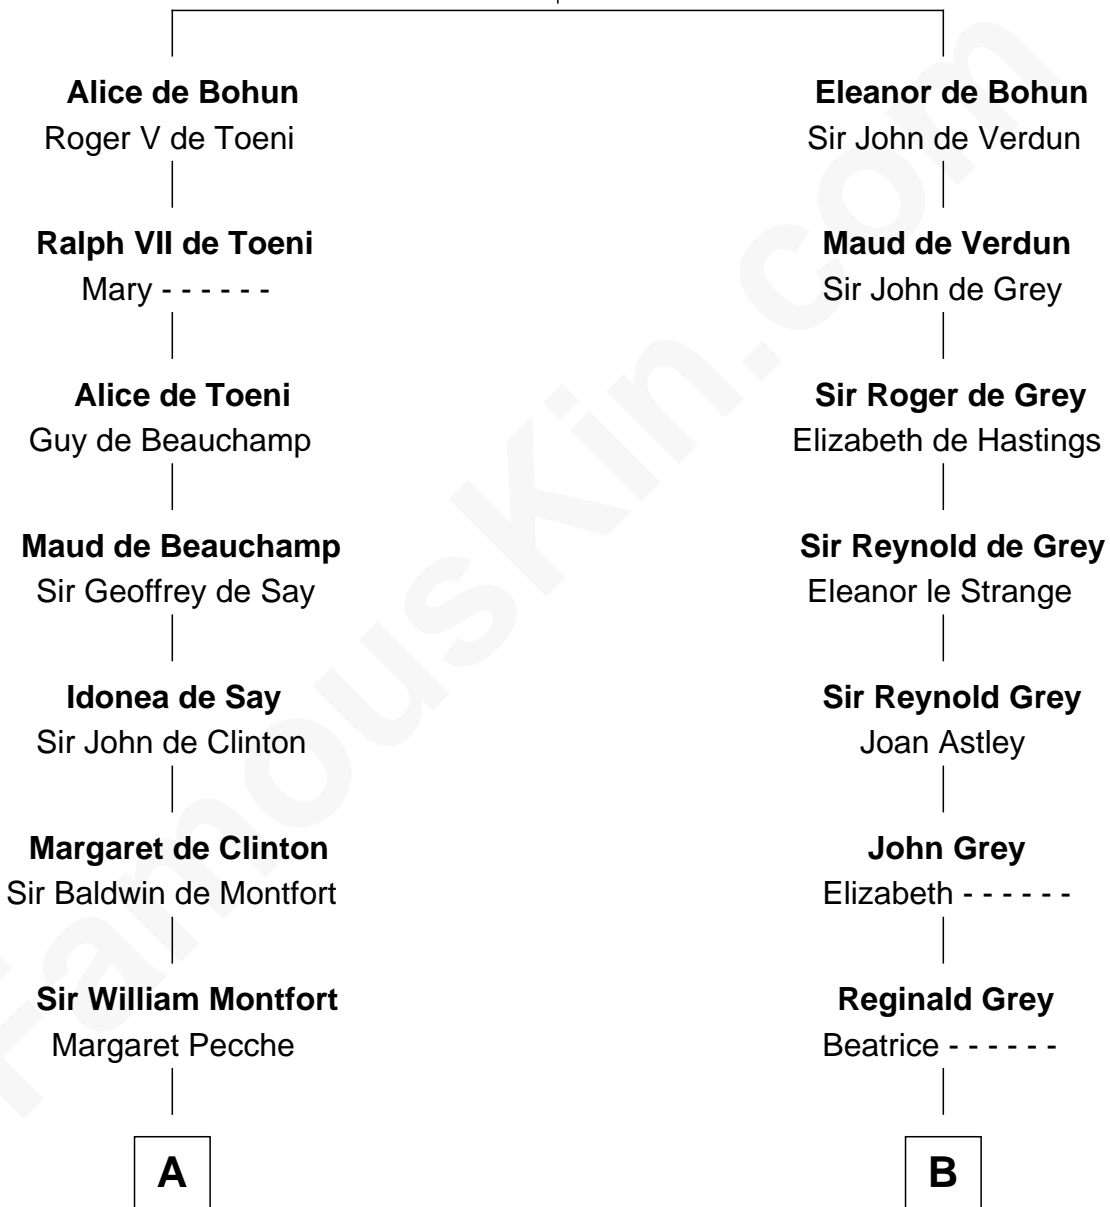 Alice de Bohun
Roger V de Toeni
Ralph VII de Toeni
Mary - - - - - -
Alice de Toeni
Guy de Beauchamp
Maud de Beauchamp
Sir Geoffrey de Say
Idonea de Say
Sir John de Clinton
Margaret de Clinton
Sir Baldwin de Montfort
Sir William Montfort
Margaret Pecche
A
Eleanor de Bohun
Sir John de Verdun
Maud de Verdun
Sir John de Grey
Sir Roger de Grey
Elizabeth de Hastings
Sir Reynold de Grey
Eleanor le Strange
Sir Reynold Grey
Joan Astley
John Grey
Elizabeth - - - - - -
Reginald Grey
Beatrice - - - - - -
B
FamousKin.com